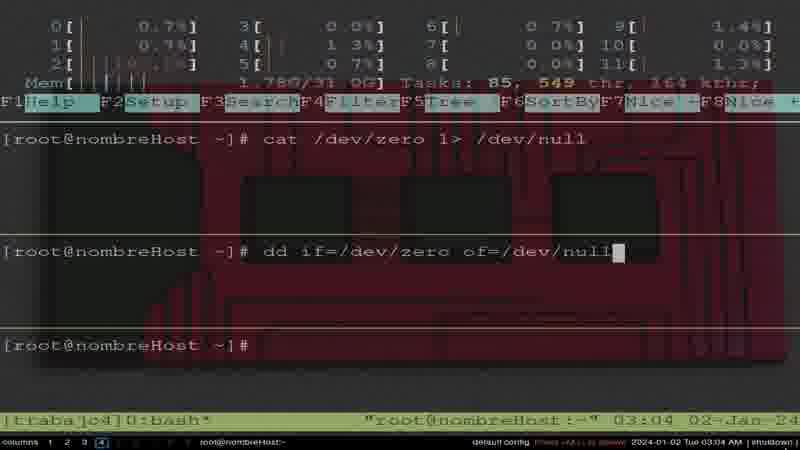 0[ 0.7%] 3[ 0.0%] 6[ 0.7%] 9[ 1.4%]
1[ 0.7%] 4[ 1.3%] 7[ 0.0%] 10[ 0.0%]
2[ 5[ 0.7%] 8[ 0.0%] 11[ 1.3%]
Mem[ 1.78G/31.0G] Tasks: 85, 549 thr, 164 kthr;
F1Help F2Setup F3Search F4Filter F5Tree F6SortBy F7Nice - F8Nice +
[root@nombreHost ~]# cat /dev/zero 1> /dev/null
[root@nombreHost ~]# dd if=/dev/zero of=/dev/null
[root@nombreHost ~]#
[trabajo4]0:bash* "root@nombreHost:~" 03:04 02-Jan-24
columns 1 2 3 4 root@nombreHost:~ default config 2024-01-02 Tue 03:04 AM | shutdown |